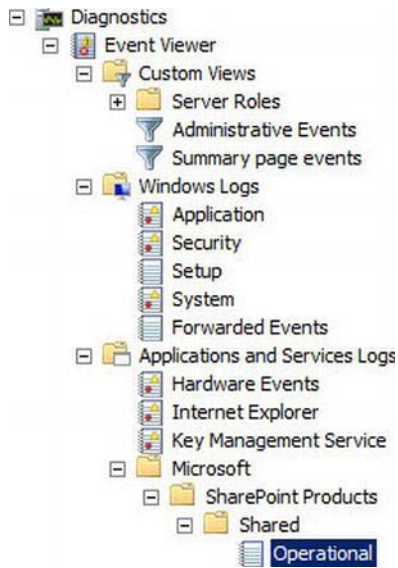 Diagnostics
Event Viewer
Custom Views
Server Roles
Administrative Events
Summary page events
Windows Logs
Application
Security
Setup
System
Forwarded Events
Applications and Services Logs
Hardware Events
Internet Explorer
Key Management Service
Microsoft
SharePoint Products
Shared
Operational